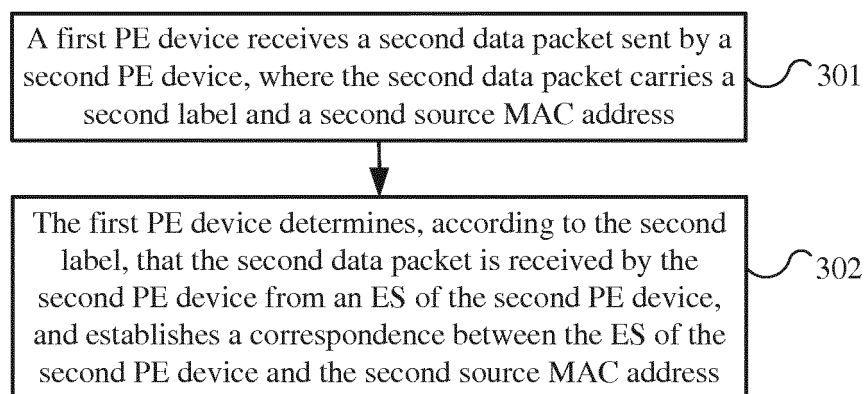 A first PE device receives a second data packet sent by a
second PE device, where the second data packet carries a
second label and a second source MAC address
301
The first PE device determines, according to the second
label, that the second data packet is received by the
second PE device from an ES of the second PE device,
and establishes a correspondence between the ES of the
second PE device and the second source MAC address
302